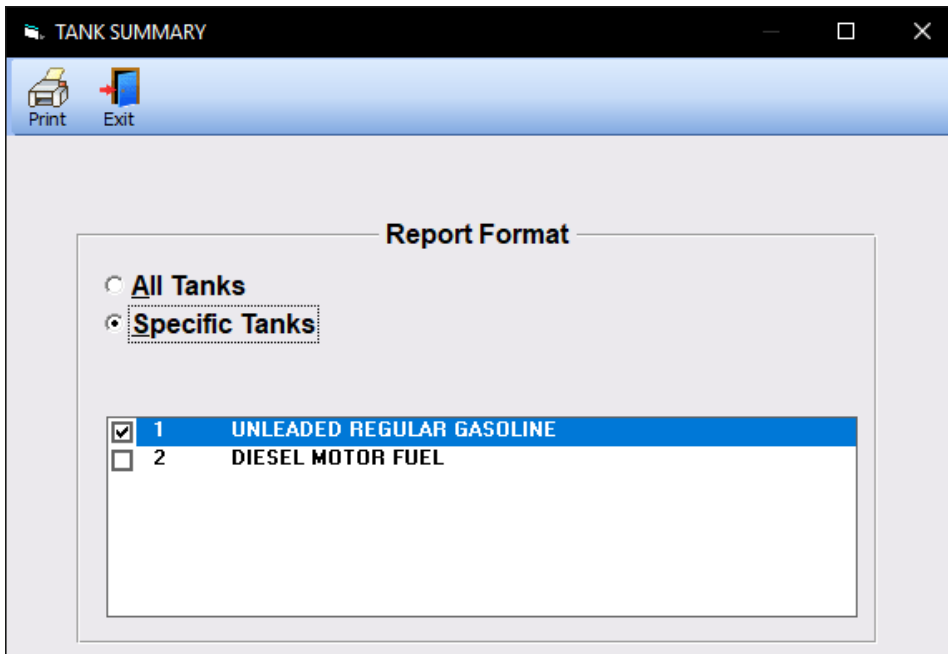 TANK SUMMARY
Print Exit
Report Format
All Tanks
Specific Tanks
1 UNLEADED REGULAR GASOLINE
2 DIESEL MOTOR FUEL